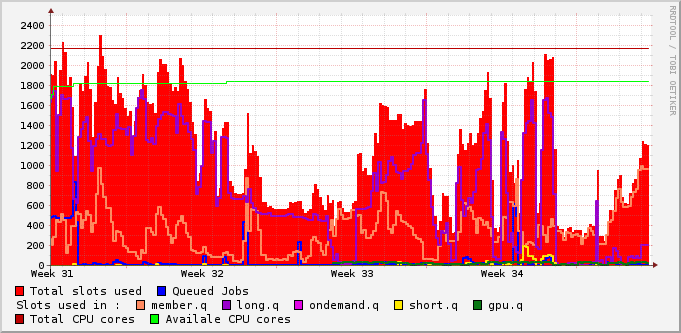 2400
2200
2000
1800
1600
1400
1200
1000
800
600
400
200
0
Week 31 Week 32 Week 33 Week 34
RRDTOOL / TOBI OETIKER
Total slots used Queued Jobs
Slots used in : member.q long.q ondemand.q short.q gpu.q
Total CPU cores Availale CPU cores